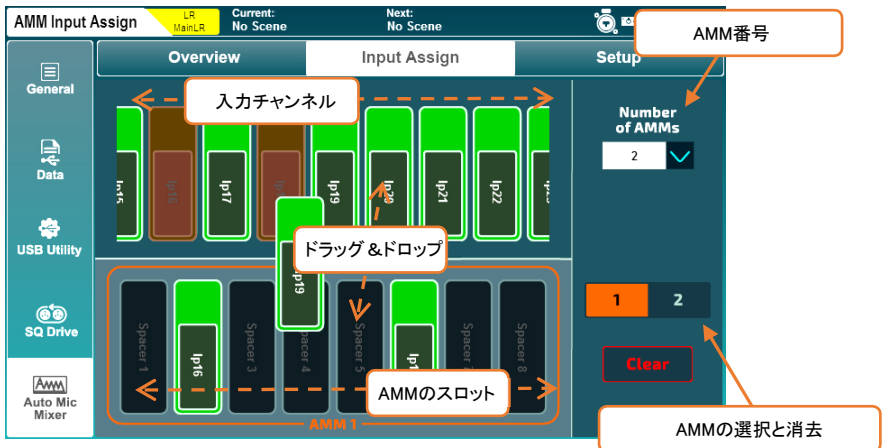 AMM Input Assign
LR
MainLR
Current:
No Scene
Next:
No Scene
AMM番号
Overview
Input Assign
Setup
General
Data
USB Utility
SQ Drive
Auto Mic
Mixer
入力チャンネル
Ip15
Ip16
Ip17
Ip19
Ip20
Ip21
Ip22
Number
of AMMs
2
ドラッグ&ドロップ
Ip19
Spacer 1
Ip16
Spacer 3
Spacer 4
Spacer 5
Spacer 8
AMMのスロット
AMM 1
1
2
Clear
AMMの選択と消去